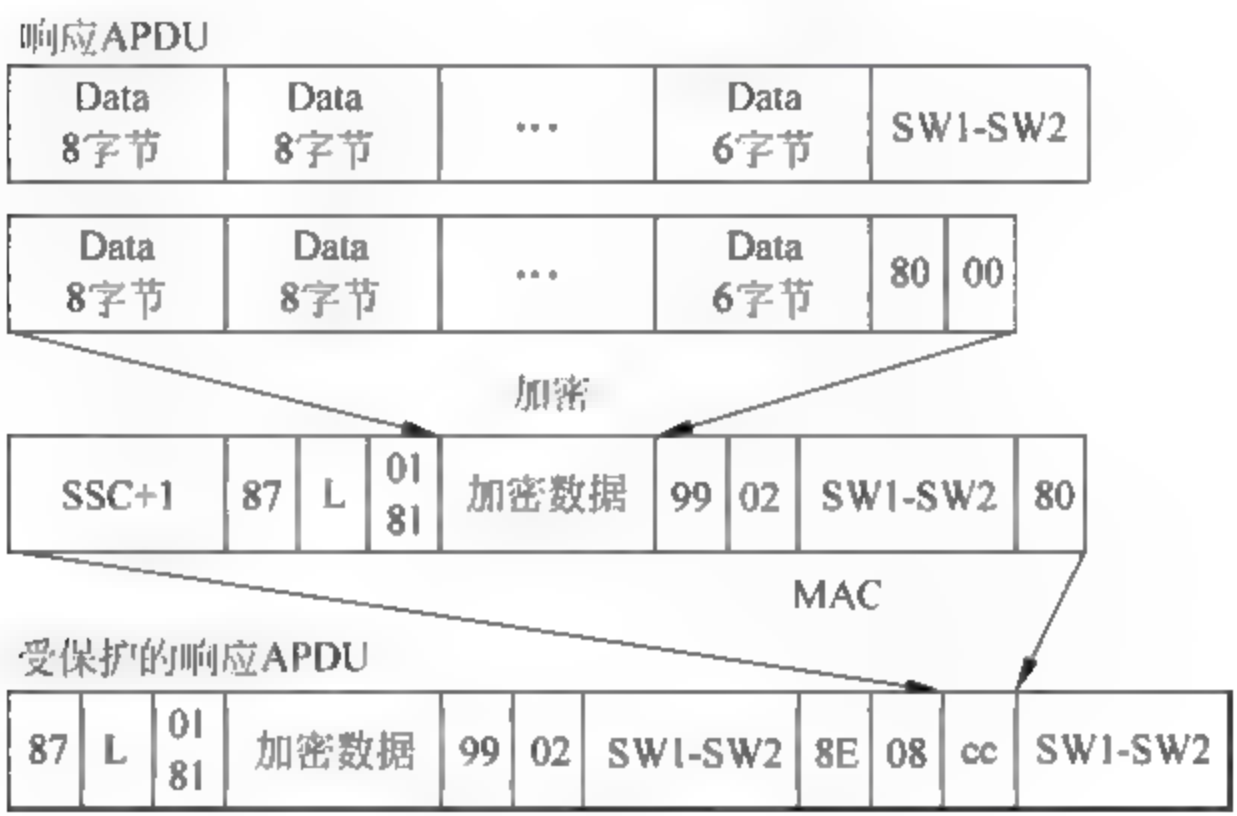 响应APDU
Data Data ... Data SW1-SW2
8字节 8字节 6字节
Data Data ... Data 80 00
8字节 8字节 6字节
加密
SSC+1 87 L 01 81 加密数据 99 02 SW1-SW2 80
MAC
受保护的响应APDU
87 L 01 81 加密数据 99 02 SW1-SW2 8E 08 cc SW1-SW2